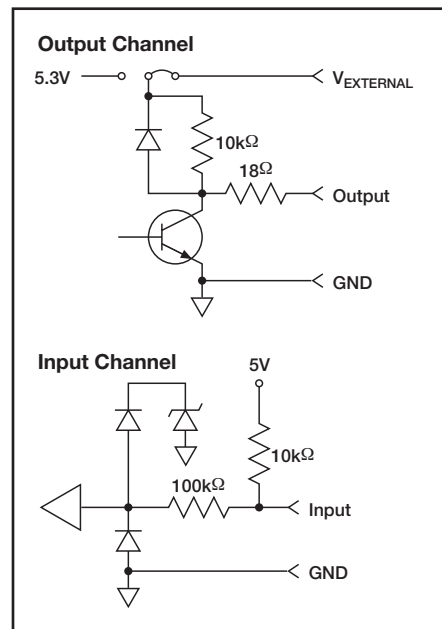 Output Channel
5.3V
VEXTERNAL
10kΩ
18Ω
Output
GND
Input Channel
5V
10kΩ
100kΩ
Input
GND